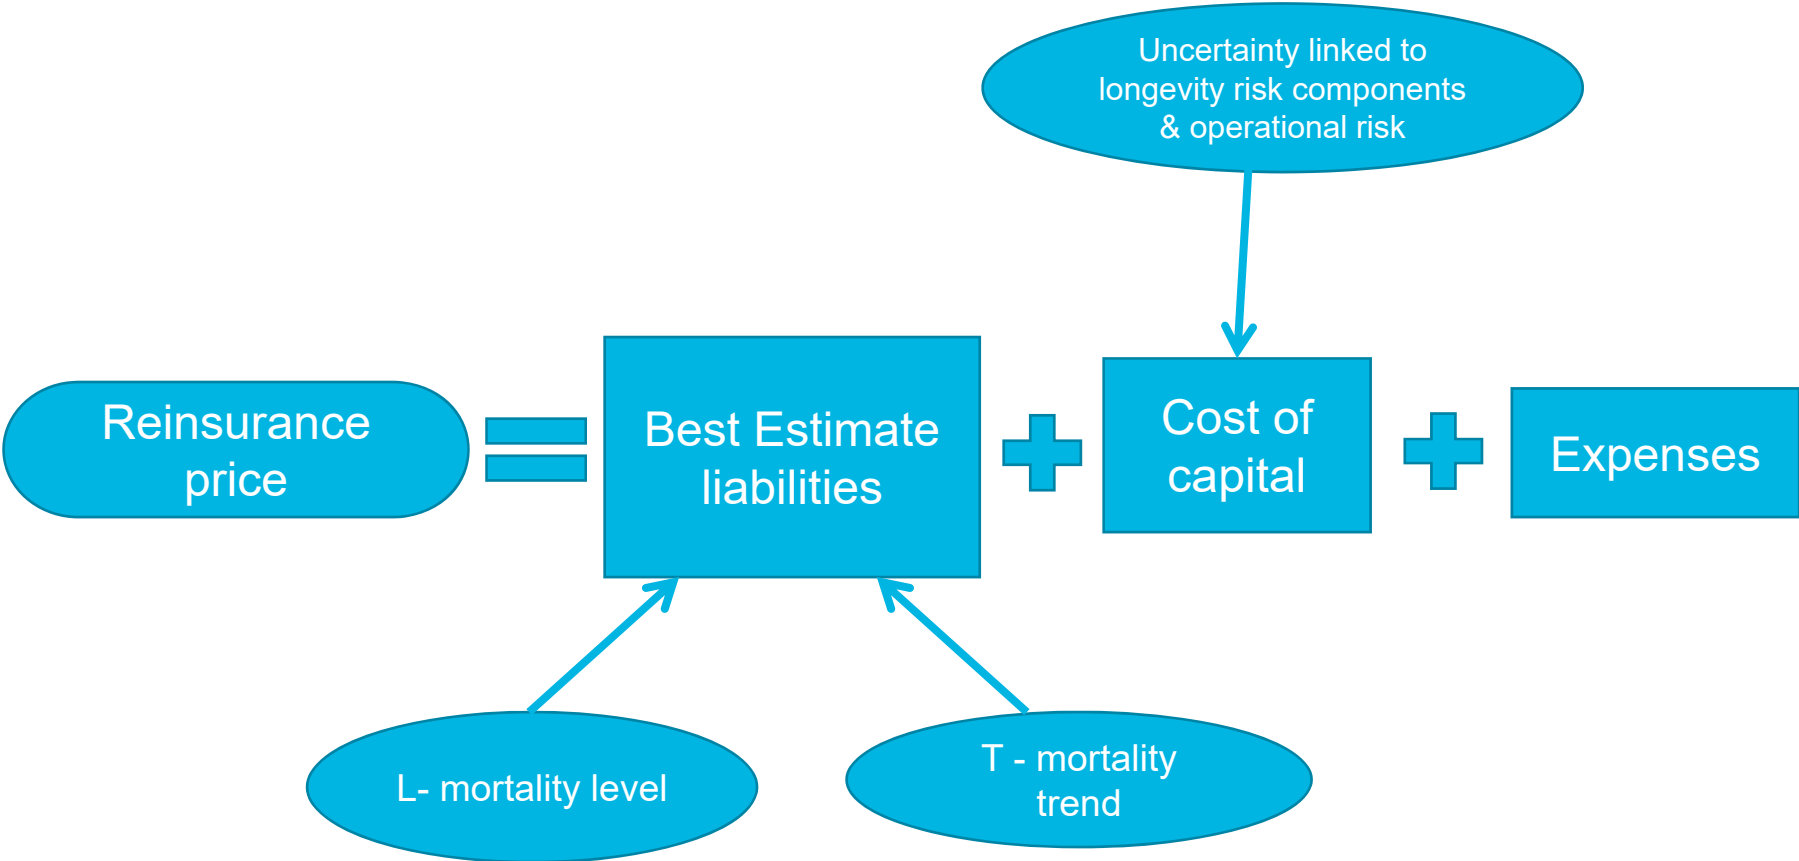 Uncertainty linked to
longevity risk components
& operational risk
Reinsurance
price
Best Estimate
liabilities
Cost of
capital
Expenses
L- mortality level
T - mortality
trend